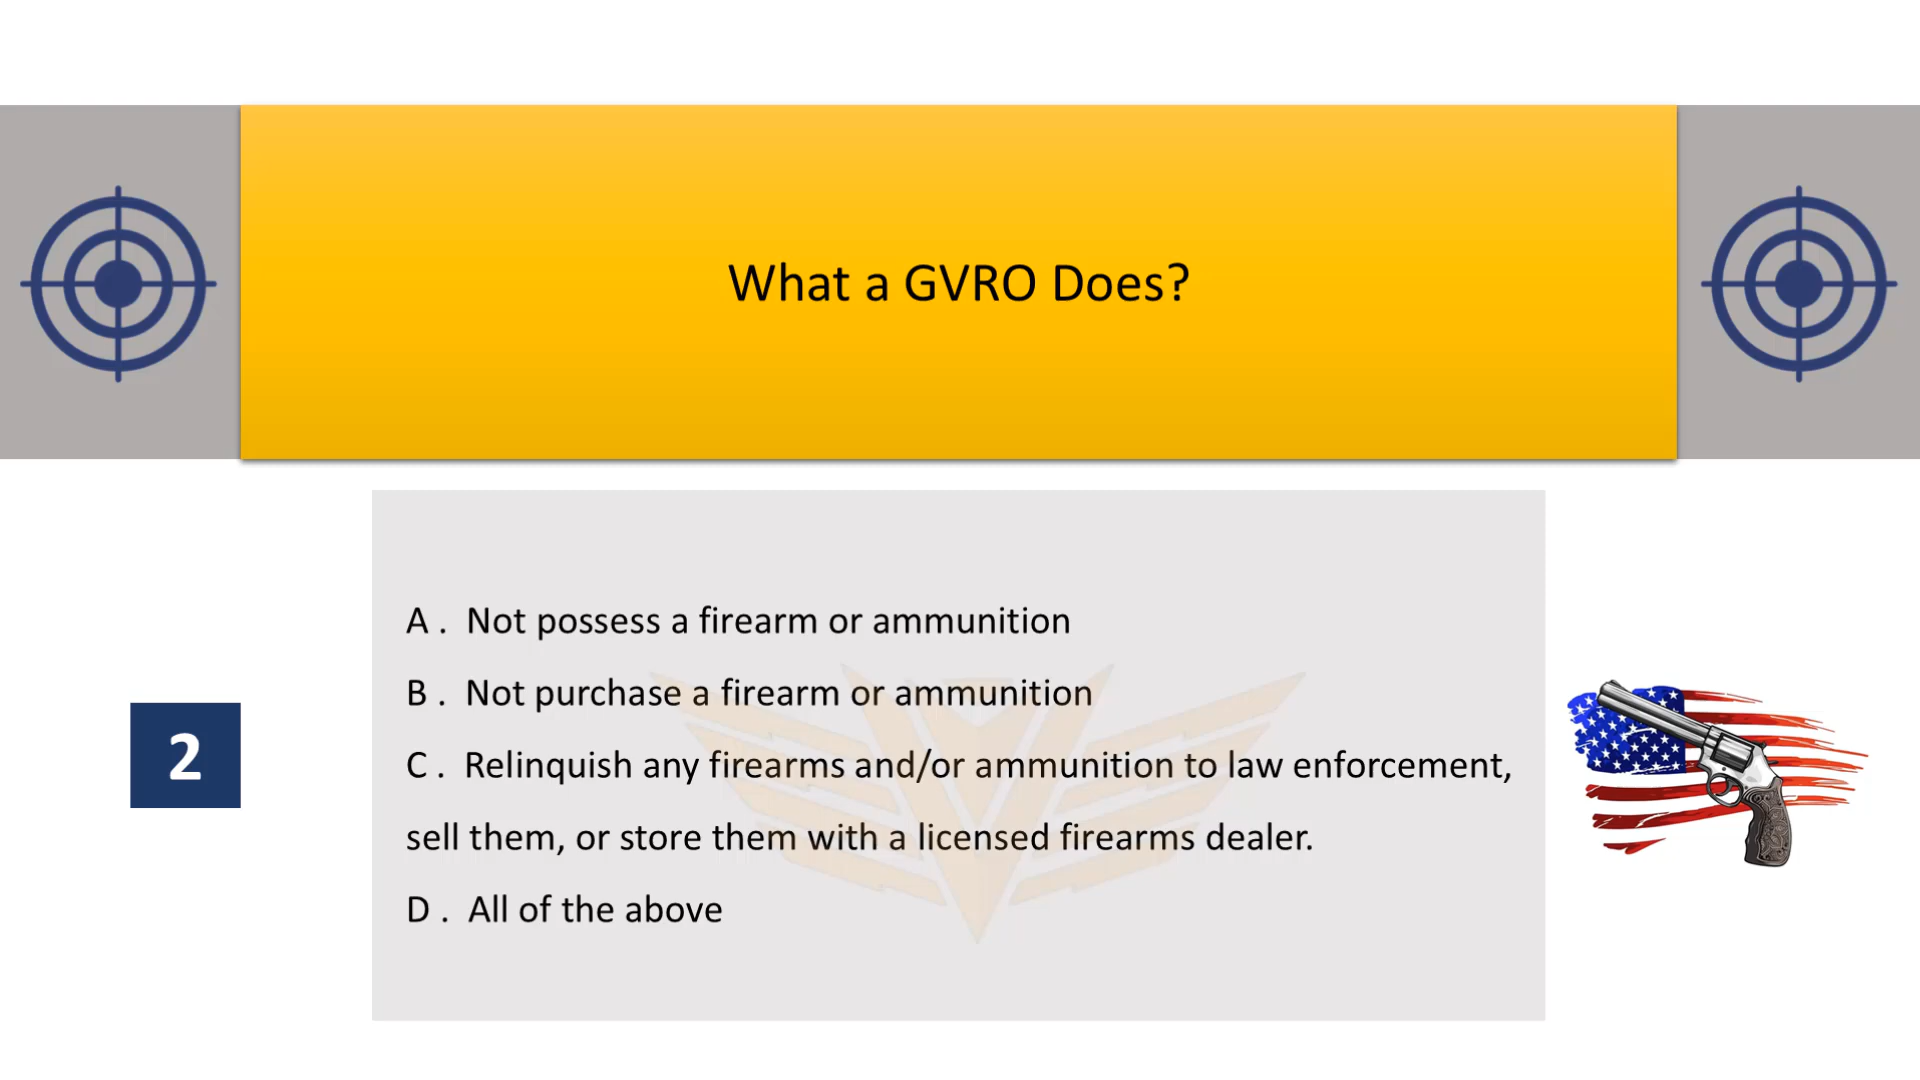 What a GVRO Does?
2
A .  Not possess a firearm or ammunition
B .  Not purchase a firearm or ammunition
C .  Relinquish any firearms and/or ammunition to law enforcement,
sell them, or store them with a licensed firearms dealer.
D .  All of the above